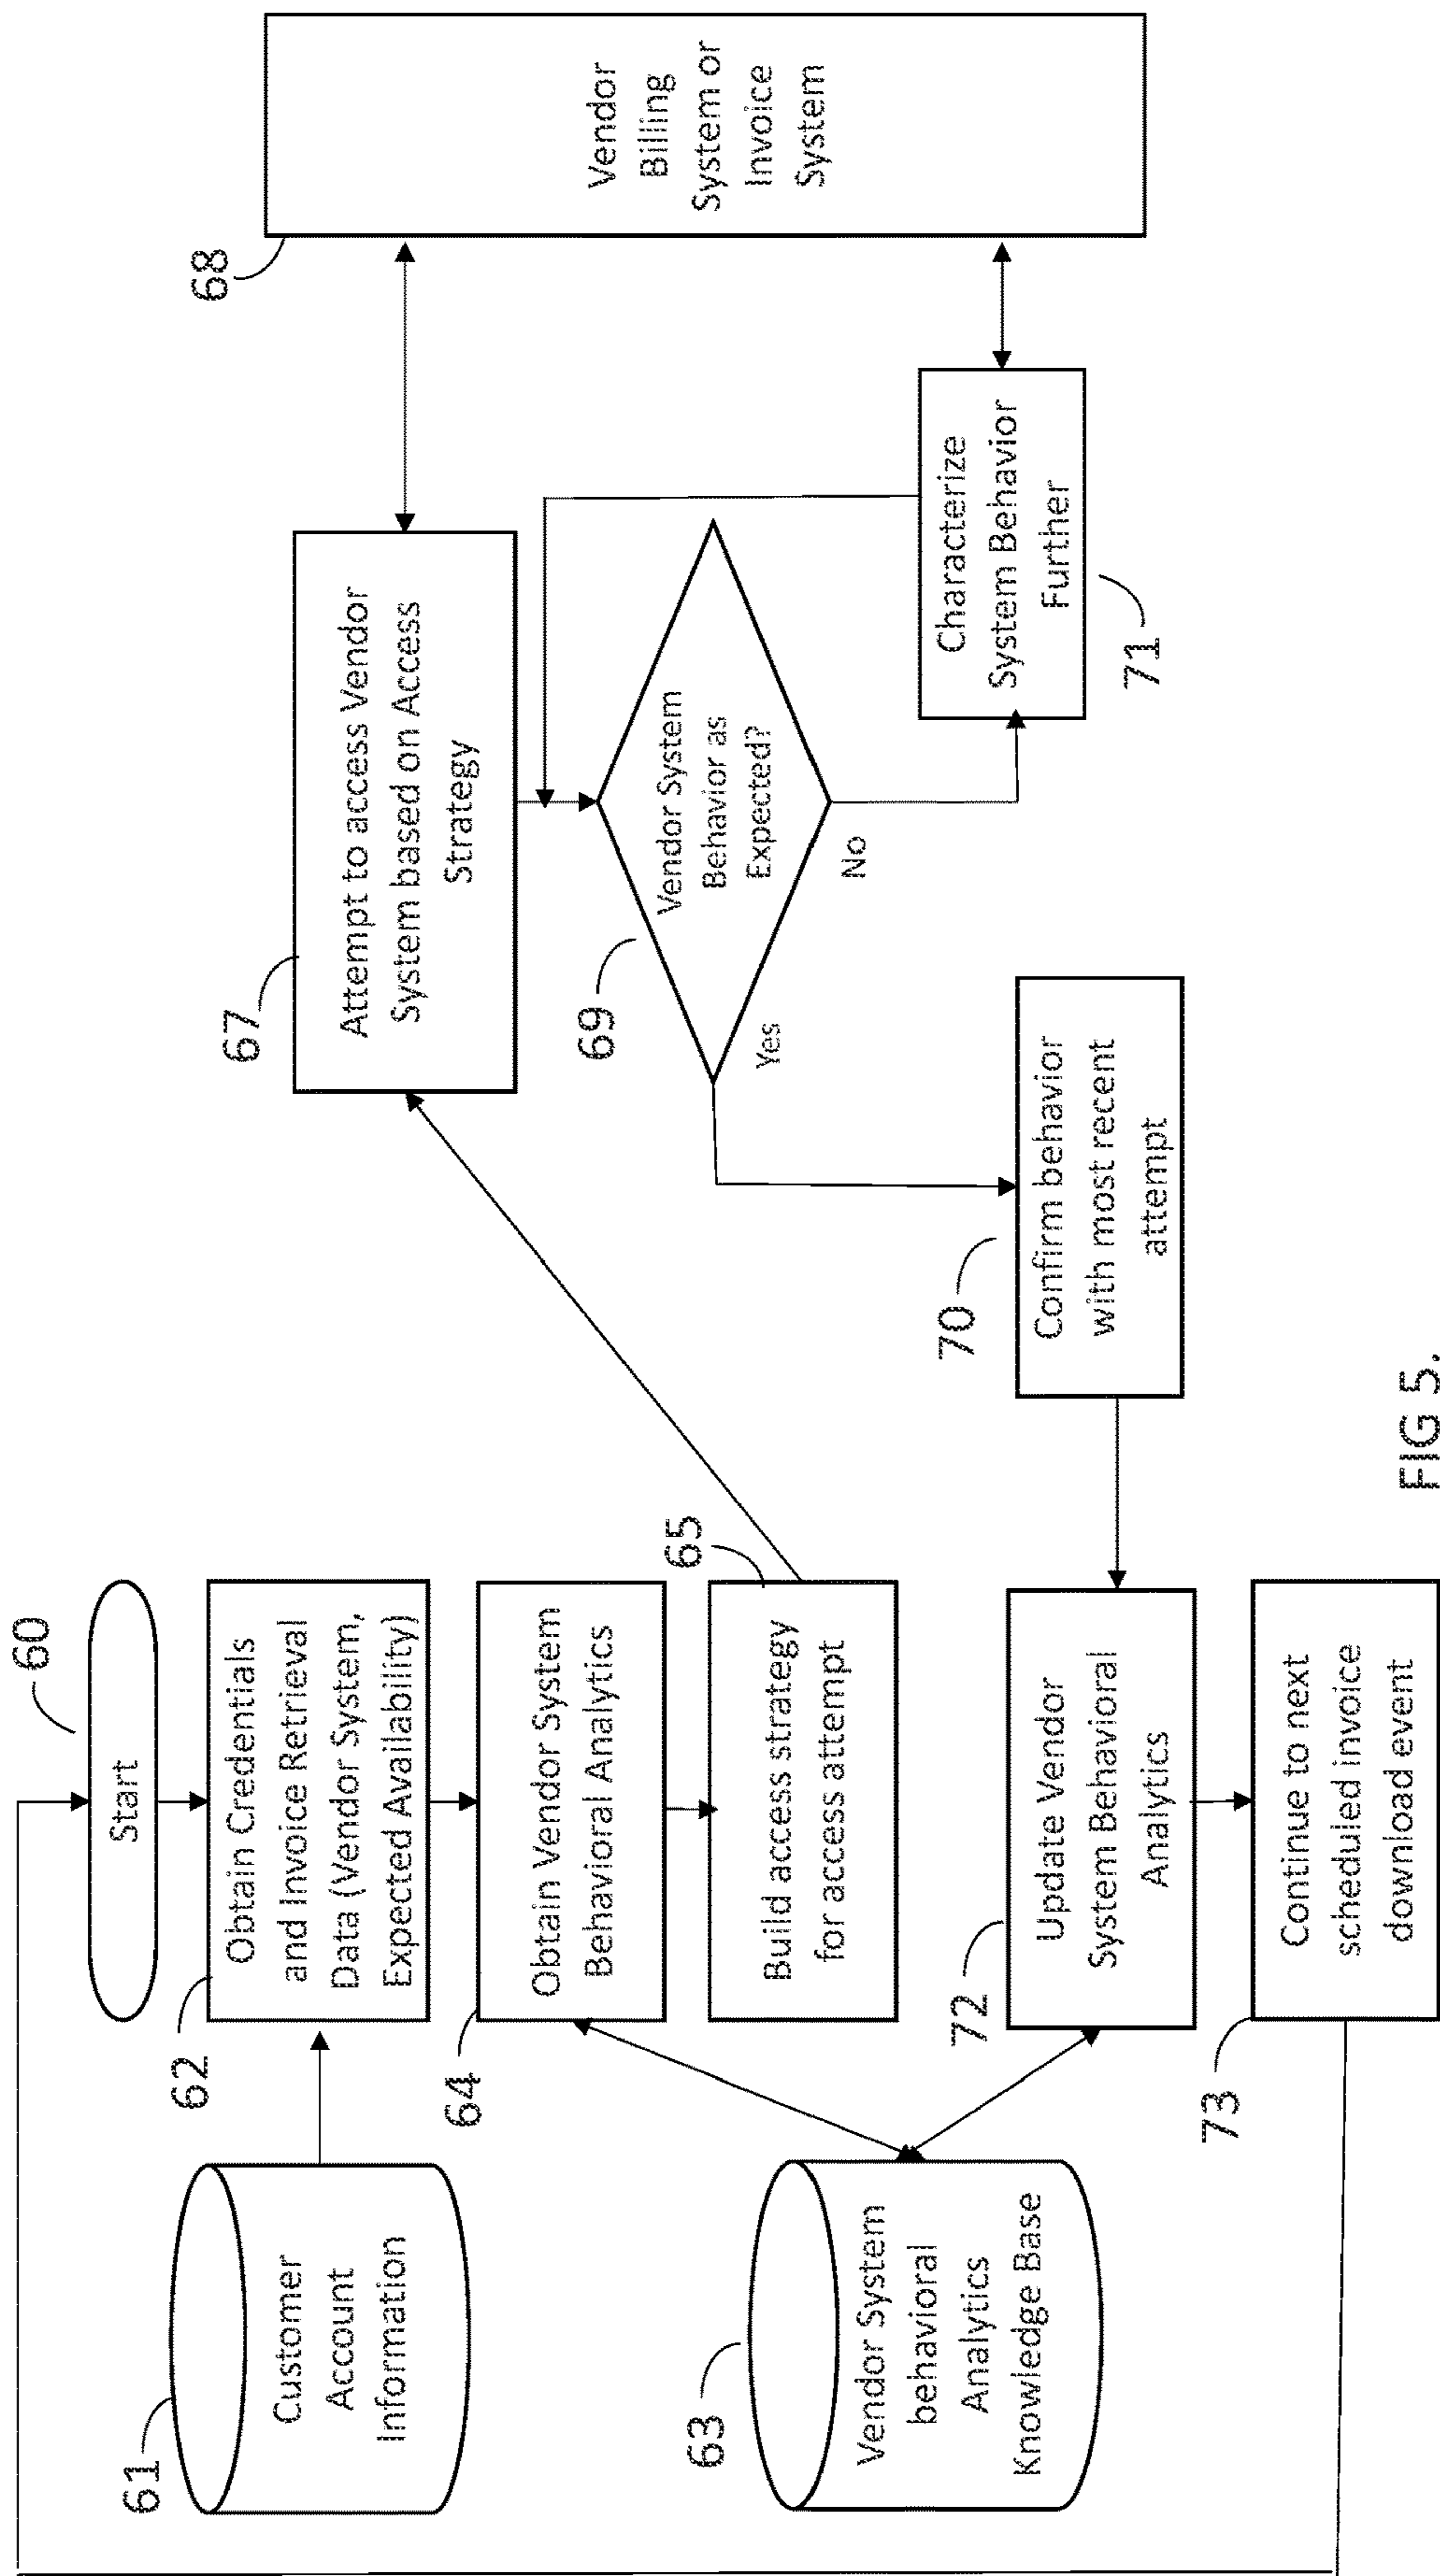 60
Start
61
Customer
Account
Information
62
Obtain Credentials
and Invoice Retrieval
Data (Vendor System,
Expected Availability)
63
Vendor System
behavioral
Analytics
Knowledge Base
64
Obtain Vendor System
Behavioral Analytics
65
Build access strategy
for access attempt
67
Attempt to access Vendor
System based on Access
Strategy
68
Vendor
Billing
System or
Invoice
System
69
Vendor System
Behavior as
Expected?
Yes
No
70
Confirm behavior
with most recent
attempt
71
Characterize
System Behavior
Further
72
Update Vendor
System Behavioral
Analytics
73
Continue to next
scheduled invoice
download event
FIG 5.